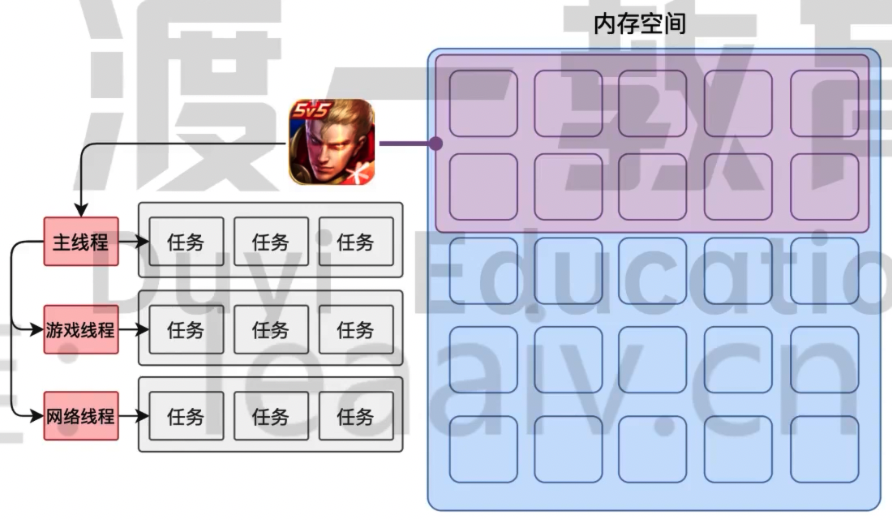 内存空间
5v5
主线程
任务 任务 任务
游戏线程
任务 任务 任务
网络线程
任务 任务 任务
渡一教育
Duyi Educatio
leaaiv.cn